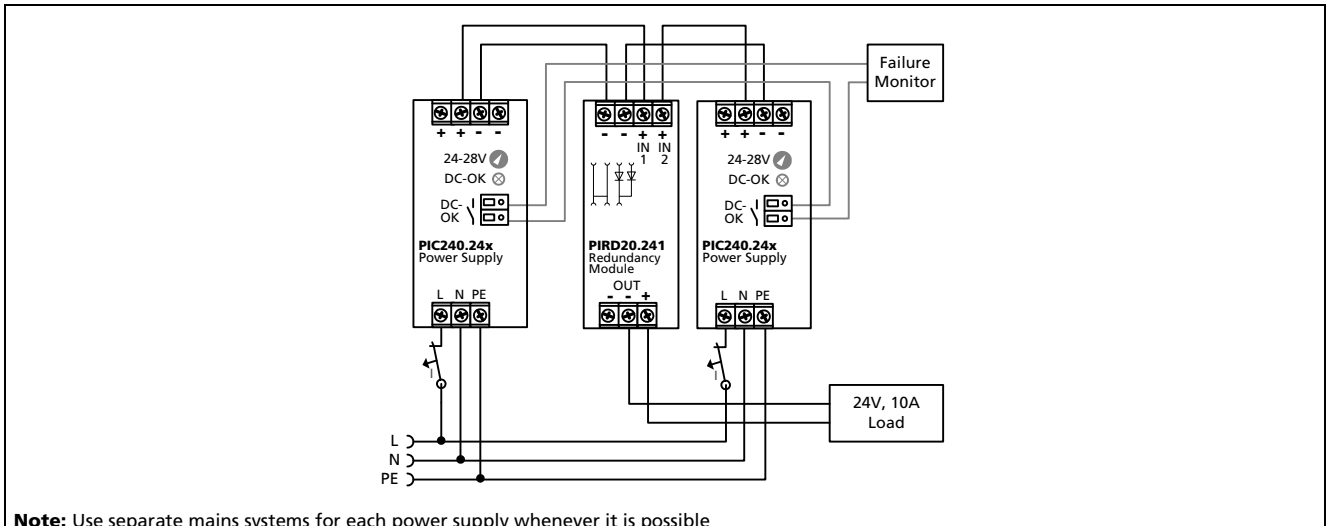 Failure
Monitor
+ + - -
24-28V
DC-OK
DC-
OK
PIC240.24x
Power Supply
L N PE
- - + +
IN IN
1 2
PIRD20.241
Redundancy
Module
OUT
- - +
+ + - -
24-28V
DC-OK
DC-
OK
PIC240.24x
Power Supply
L N PE
I
I
24V, 10A
Load
L
N
PE
Note: Use separate mains systems for each power supply whenever it is possible